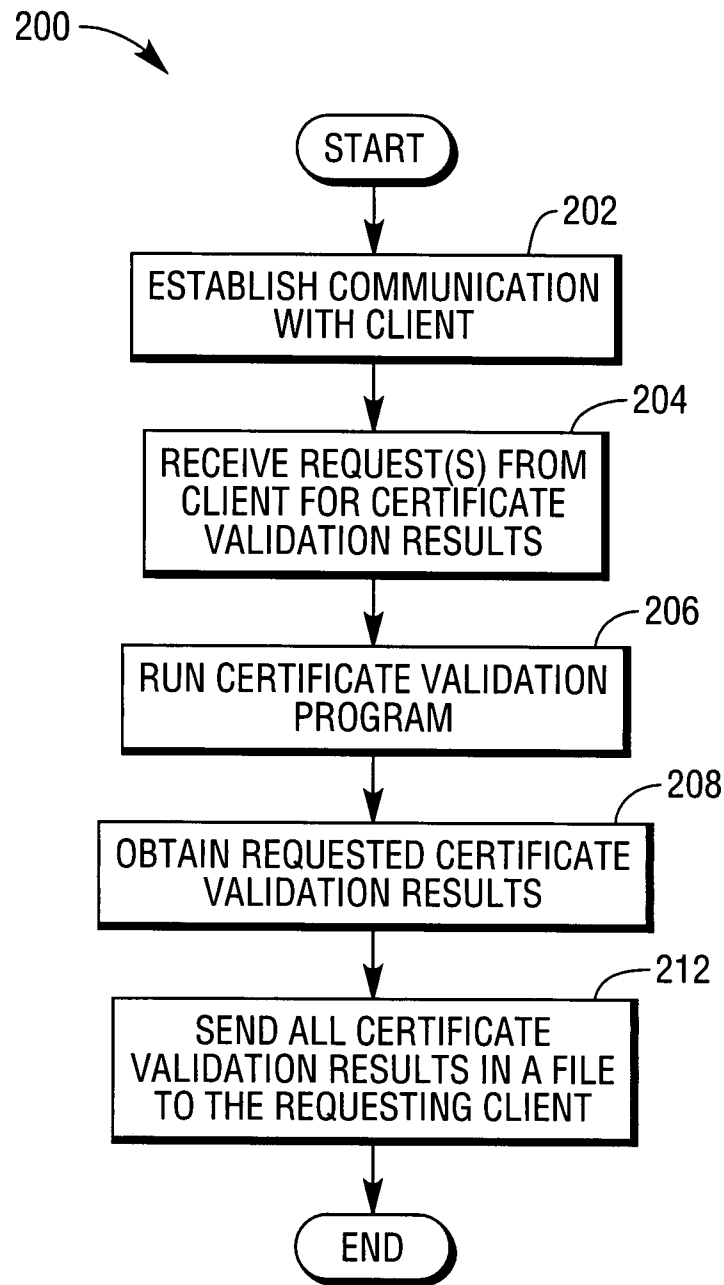 200
START
202
ESTABLISH COMMUNICATION
WITH CLIENT
204
RECEIVE REQUEST(S) FROM
CLIENT FOR CERTIFICATE
VALIDATION RESULTS
206
RUN CERTIFICATE VALIDATION
PROGRAM
208
OBTAIN REQUESTED CERTIFICATE
VALIDATION RESULTS
212
SEND ALL CERTIFICATE
VALIDATION RESULTS IN A FILE
TO THE REQUESTING CLIENT
END